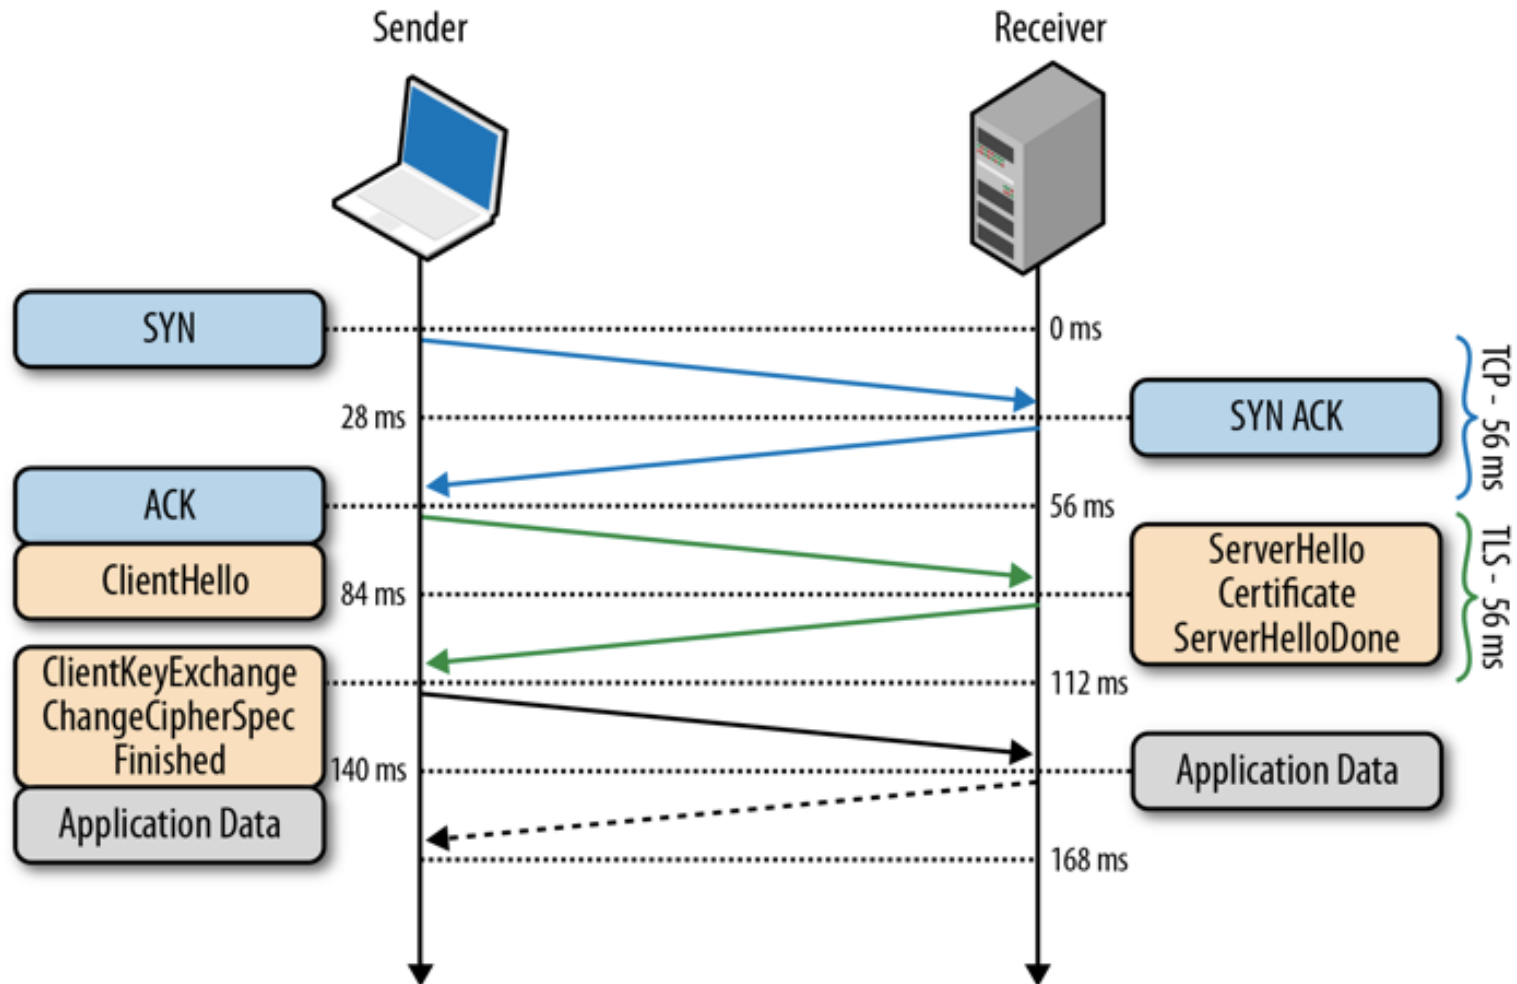 Sender
Receiver
SYN
0 ms
28 ms
SYN ACK
TCP - 56 ms
ACK
56 ms
ClientHello
84 ms
ServerHello
Certificate
ServerHelloDone
TLS - 56 ms
ClientKeyExchange
ChangeCipherSpec
Finished
112 ms
140 ms
Application Data
Application Data
168 ms